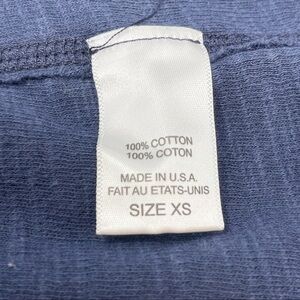 100% COTTON
100% COTON
MADE IN U.S.A.
FAIT AU ETATS-UNIS
SIZE XS